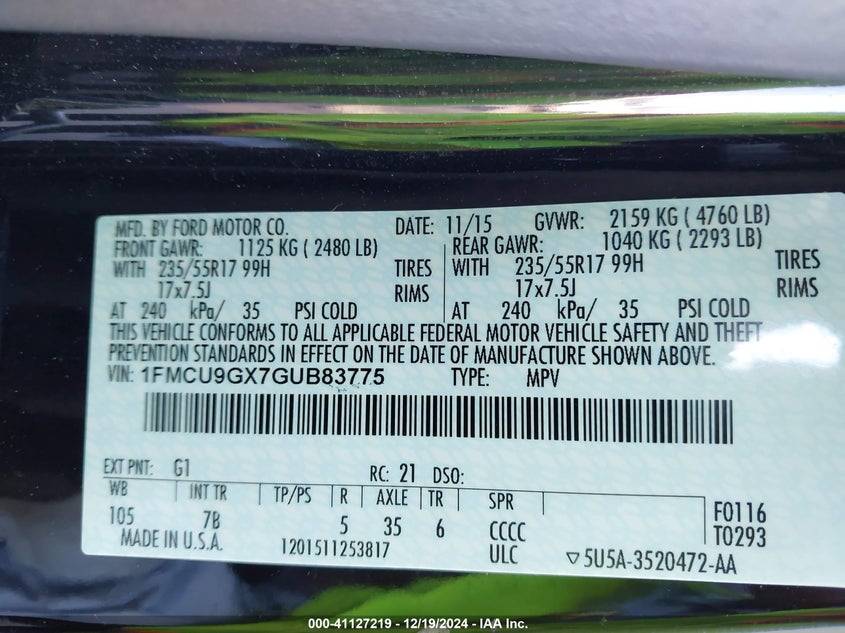 MFD. BY FORD MOTOR CO. DATE: 11/15 GVWR: 2159 KG ( 4760 LB)
FRONT GAWR: 1125 KG ( 2480 LB) REAR GAWR: 1040 KG ( 2293 LB)
WITH 235/55R17 99H TIRES WITH 235/55R17 99H TIRES
17x7.5J RIMS 17x7.5J RIMS
AT 240 kPa/ 35 PSI COLD AT 240 kPa/ 35 PSI COLD
THIS VEHICLE CONFORMS TO ALL APPLICABLE FEDERAL MOTOR VEHICLE SAFETY AND THEFT
PREVENTION STANDARDS IN EFFECT ON THE DATE OF MANUFACTURE SHOWN ABOVE.
VIN: 1FMCU9GX7GUB83775 TYPE: MPV
EXT PNT: G1 RC: 21 DSO:
WB INT TR TP/PS R AXLE TR SPR F0116
105 7B 5 35 6 CCCC T0293
MADE IN U.S.A. 1201511253817 ULC ▽5U5A-3520472-AA
000-41127219 - 12/19/2024 - IAA Inc.